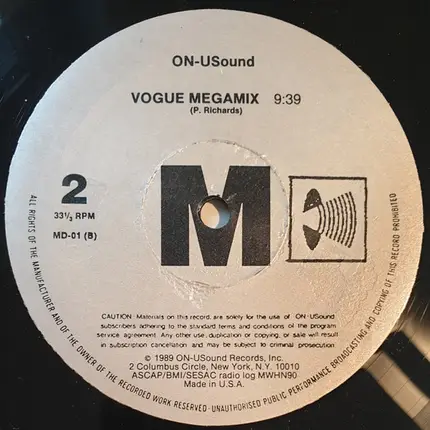 ON-USound
VOGUE MEGAMIX 9:39
(P. Richards)
2
33⅓ RPM
MD-01 (B)
M
CAUTION: Materials on this record, are solely for the use of ON-USound
subscribers adhering to the standard terms and conditions of the program
service agreement. Any other use, duplication or copying, or sale will result
in subscription cancellation and may be subject to criminal prosecution
© 1989 ON-USound Records, Inc.
2 Columbus Circle, New York, N.Y. 10010
ASCAP/BMI/SESAC radio log MWHN90
Made in U.S.A.
ALL RIGHTS OF THE MANUFACTURER AND OF THE OWNER OF THE RECORDED WORK RESERVED - UNAUTHORISED PUBLIC PERFORMANCE BROADCASTING AND COPYING OF THIS RECORD PROHIBITED